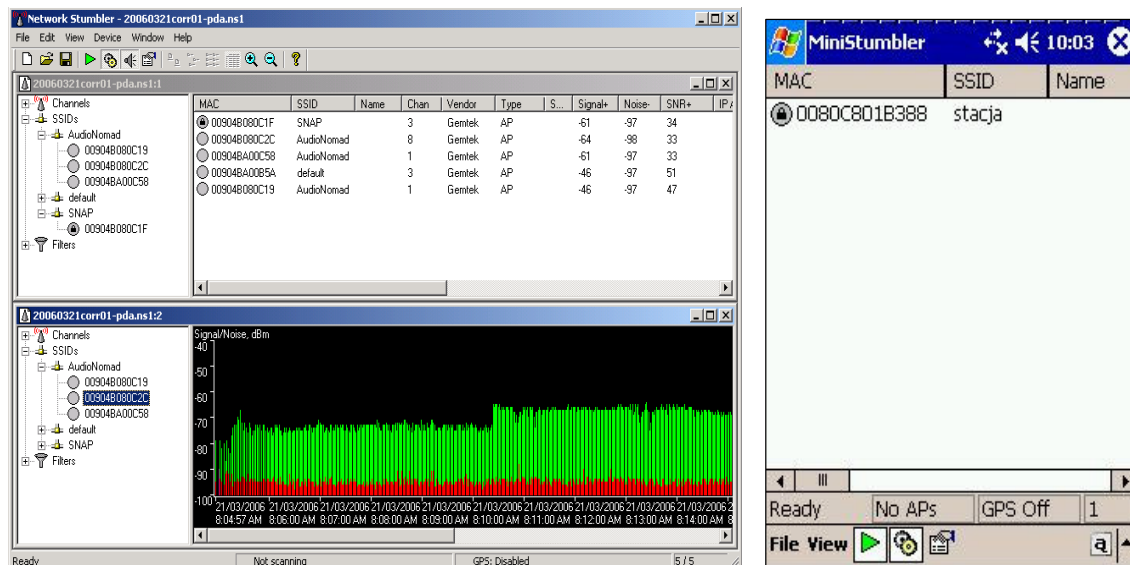 Network Stumbler - 20060321corr01-pda.ns1
File Edit View Device Window Help
20060321corr01-pda.ns1:1
Channels
SSIDs
AudioNomad
00904B080C19
00904B080C2C
00904BA00C58
default
SNAP
00904B080C1F
Filters
MAC SSID Name Chan Vendor Type S... Signal+ Noise- SNR+ IP
00904B080C1F SNAP 3 Gemtek AP -61 -97 34
00904B080C2C AudioNomad 8 Gemtek AP -64 -98 33
00904BA00C58 AudioNomad 1 Gemtek AP -61 -97 33
00904BA00B5A default 3 Gemtek AP -46 -97 51
00904B080C19 AudioNomad 1 Gemtek AP -46 -97 47
20060321corr01-pda.ns1:2
Channels
SSIDs
AudioNomad
00904B080C19
00904B080C2C
00904BA00C58
default
SNAP
Filters
Signal/Noise, dBm
-40
-50
-60
-70
-80
-90
-100
21/03/2006 21/03/2006 21/03/2006 21/03/2006 21/03/2006 21/03/2006 21/03/2006 21/03/2006 21/03/2006 21/03/2006 2
8:04:57 AM 8:06:00 AM 8:07:00 AM 8:08:00 AM 8:09:00 AM 8:10:00 AM 8:11:00 AM 8:12:00 AM 8:13:00 AM 8:14:00 AM 8
Ready Not scanning GPS: Disabled 5 / 5
MiniStumbler 10:03
MAC SSID Name
0080C801B388 stacja
Ready No APs GPS Off 1
File View a